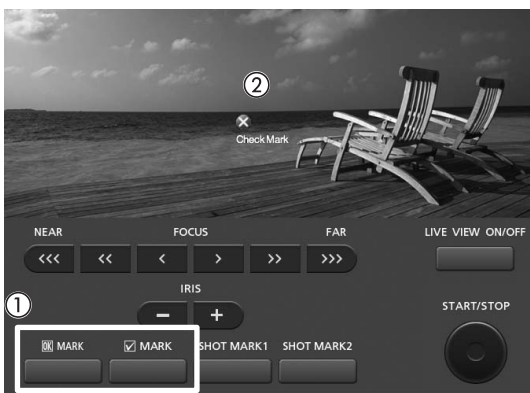 ②
Check Mark
NEAR FOCUS FAR LIVE VIEW ON/OFF
<<< << < > >> >>>
IRIS
①
− +
START/STOP
OK MARK ☑ MARK SHOT MARK1 SHOT MARK2